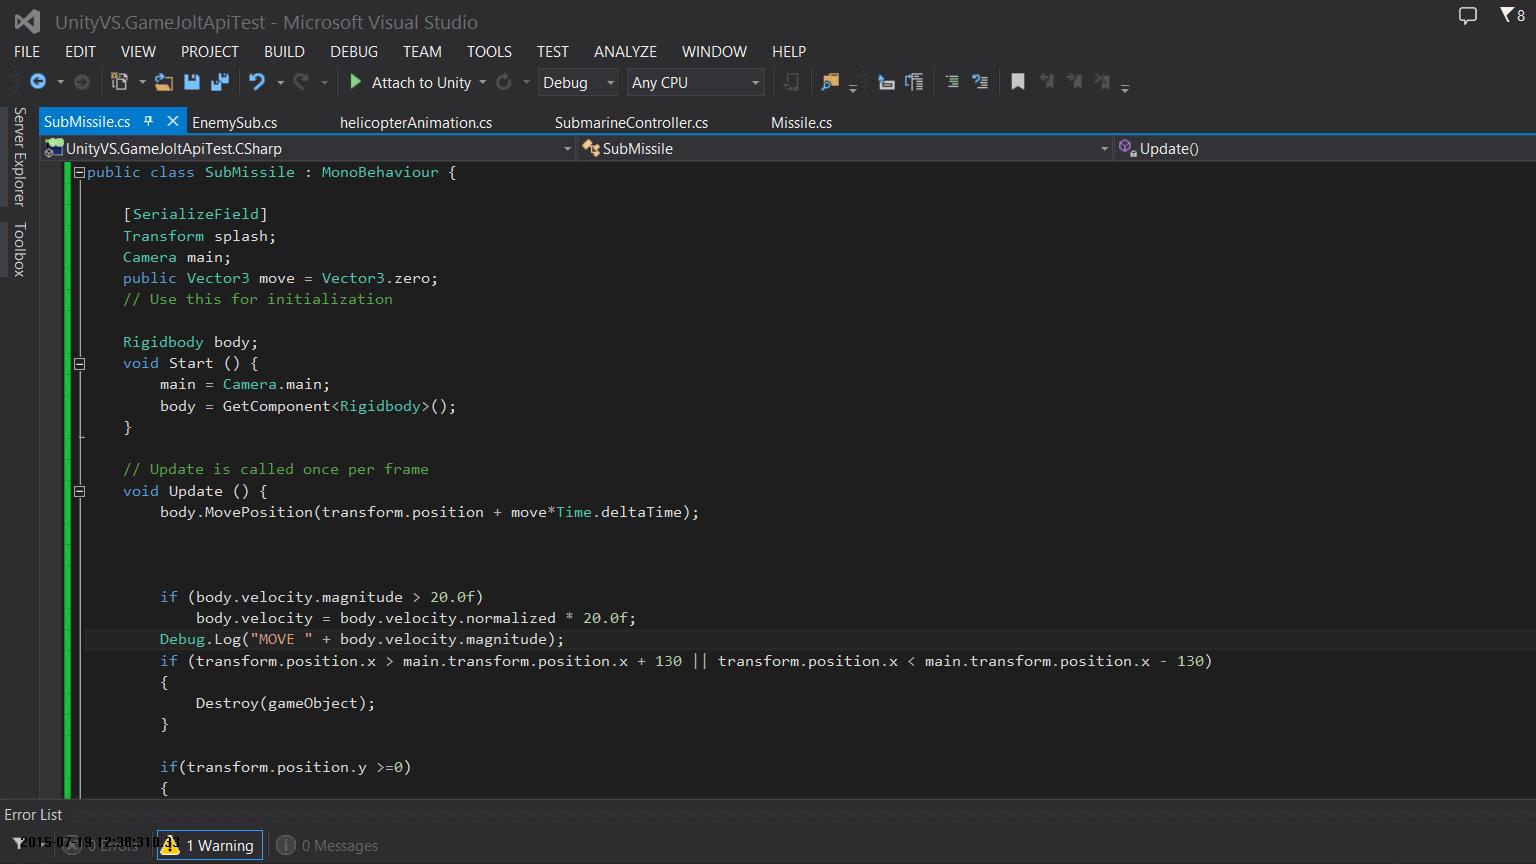 UnityVS.GameJoltApiTest - Microsoft Visual Studio
8
FILE EDIT VIEW PROJECT BUILD DEBUG TEAM TOOLS TEST ANALYZE WINDOW HELP
Attach to Unity Debug Any CPU
Server Explorer
Toolbox
SubMissile.cs EnemySub.cs helicopterAnimation.cs SubmarineController.cs Missile.cs
UnityVS.GameJoltApiTest.CSharp SubMissile Update()
public class SubMissile : MonoBehaviour {
[SerializeField]
Transform splash;
Camera main;
public Vector3 move = Vector3.zero;
// Use this for initialization
Rigidbody body;
void Start () {
main = Camera.main;
body = GetComponent<Rigidbody>();
}
// Update is called once per frame
void Update () {
body.MovePosition(transform.position + move*Time.deltaTime);
if (body.velocity.magnitude > 20.0f)
body.velocity = body.velocity.normalized * 20.0f;
Debug.Log("MOVE " + body.velocity.magnitude);
if (transform.position.x > main.transform.position.x + 130 || transform.position.x < main.transform.position.x - 130)
{
Destroy(gameObject);
}
if(transform.position.y >=0)
{
Error List
0 Errors 1 Warning 0 Messages